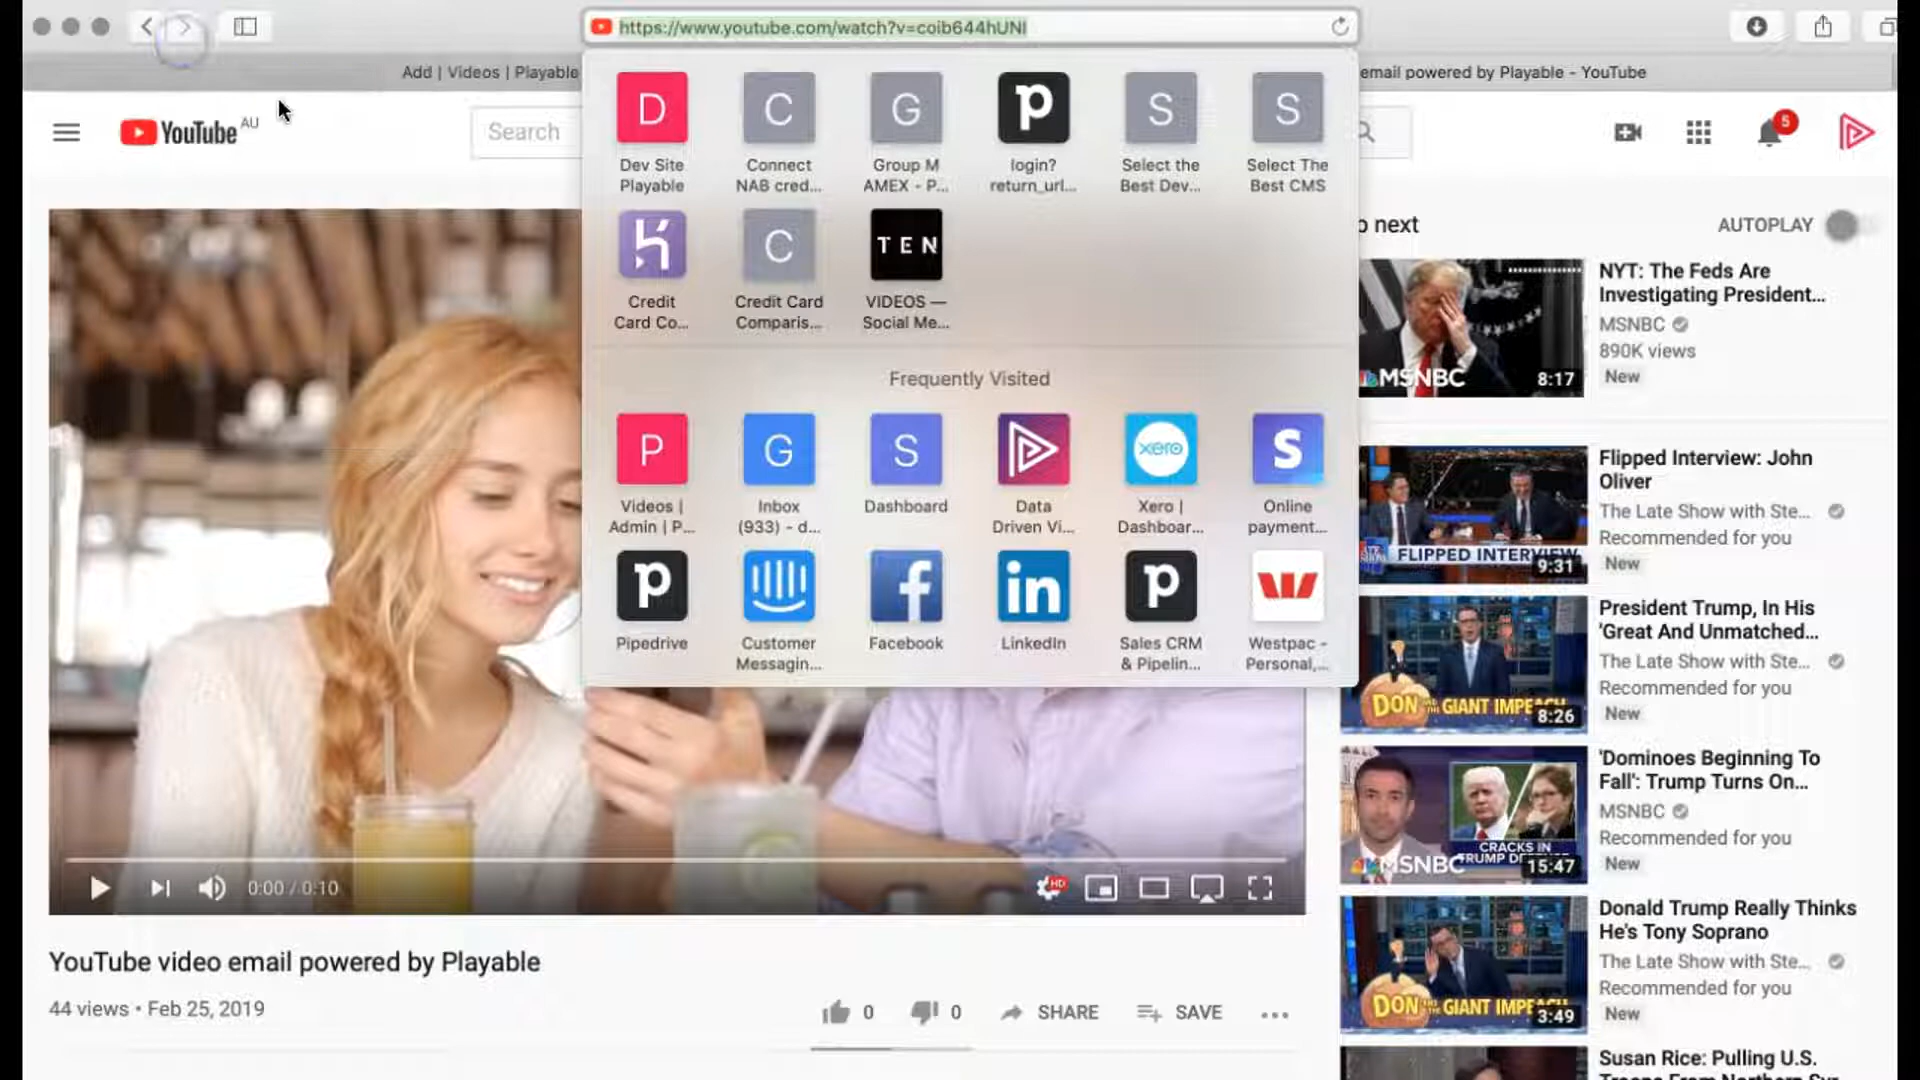 https://www.youtube.com/watch?v=coib644hUNI
Add | Videos | Playable
email powered by Playable - YouTube
YouTube AU
Search
5
D
C
G
p
S
S
Dev Site
Playable
Connect
NAB cred...
Group M
AMEX - P...
login?
return_url...
Select the
Best Dev...
Select The
Best CMS
C
TEN
Credit
Card Co...
Credit Card
Comparis...
VIDEOS —
Social Me...
Frequently Visited
P
G
S
xero
S
Videos |
Admin | P...
Inbox
(933) - d...
Dashboard
Data
Driven Vi...
Xero |
Dashboar...
Online
payment...
p
f
in
p
Pipedrive
Customer
Messagin...
Facebook
LinkedIn
Sales CRM
& Pipelin...
Westpac -
Personal,...
next
AUTOPLAY
MSNBC
8:17
NYT: The Feds Are
Investigating President...
MSNBC
890K views
New
FLIPPED INTERVIEW
9:31
Flipped Interview: John
Oliver
The Late Show with Ste...
Recommended for you
New
DON AND THE GIANT IMPEACH
8:26
President Trump, In His
'Great And Unmatched...
The Late Show with Ste...
Recommended for you
New
MSNBC
CRACKS IN
15:47
'Dominoes Beginning To
Fall': Trump Turns On...
MSNBC
Recommended for you
New
DON AND THE GIANT IMPEACH
3:49
Donald Trump Really Thinks
He's Tony Soprano
The Late Show with Ste...
Recommended for you
New
Susan Rice: Pulling U.S.
Troops From Northern Syr
0:00 / 0:10
HD
YouTube video email powered by Playable
44 views • Feb 25, 2019
0
0
SHARE
SAVE